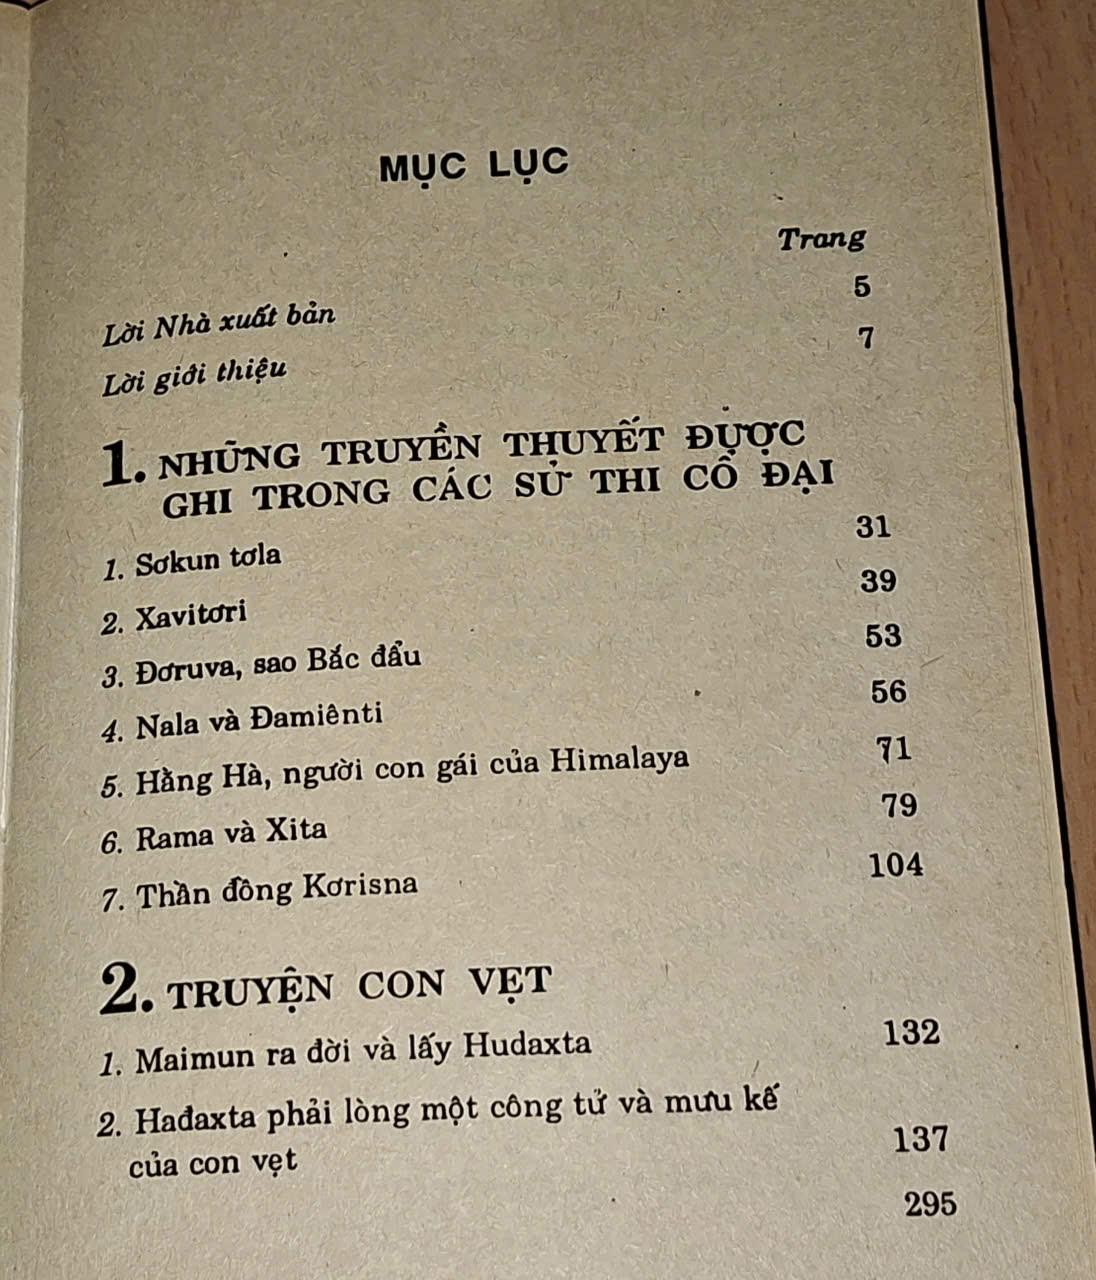 MỤC LỤC
Trang
Lời Nhà xuất bản 5
Lời giới thiệu 7
1. NHỮNG TRUYỀN THUYẾT ĐƯỢC
GHI TRONG CÁC SỬ THI CỔ ĐẠI
1. Sơkun tơla 31
2. Xavitơri 39
3. Đơruva, sao Bắc đẩu 53
4. Nala và Đamiênti 56
5. Hằng Hà, người con gái của Himalaya 71
6. Rama và Xita 79
7. Thần đồng Kơrisna 104
2. TRUYỆN CON VẸT
1. Maimun ra đời và lấy Hudaxta 132
2. Hađaxta phải lòng một công tử và mưu kế
của con vẹt 137
295